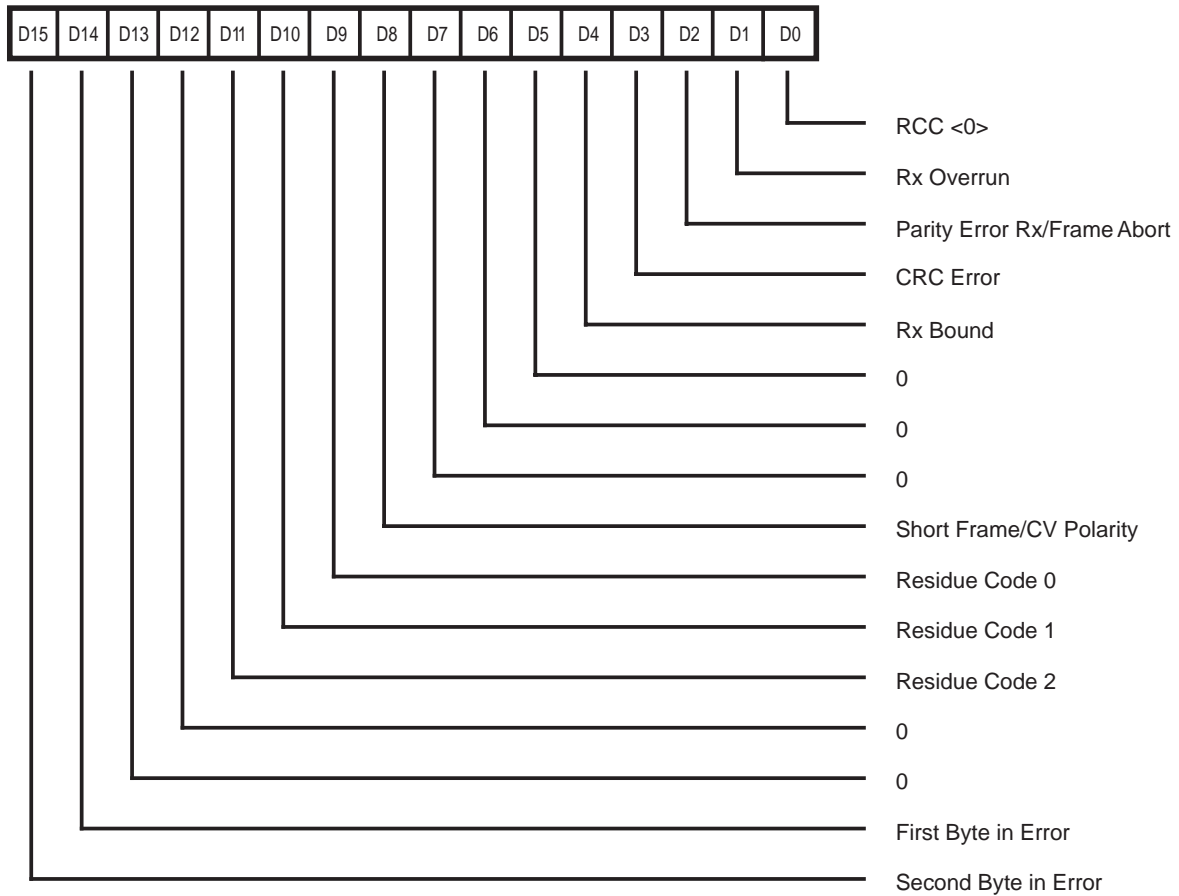 D15 D14 D13 D12 D11 D10 D9 D8 D7 D6 D5 D4 D3 D2 D1 D0
RCC <0>
Rx Overrun
Parity Error Rx/Frame Abort
CRC Error
Rx Bound
0
0
0
Short Frame/CV Polarity
Residue Code 0
Residue Code 1
Residue Code 2
0
0
First Byte in Error
Second Byte in Error